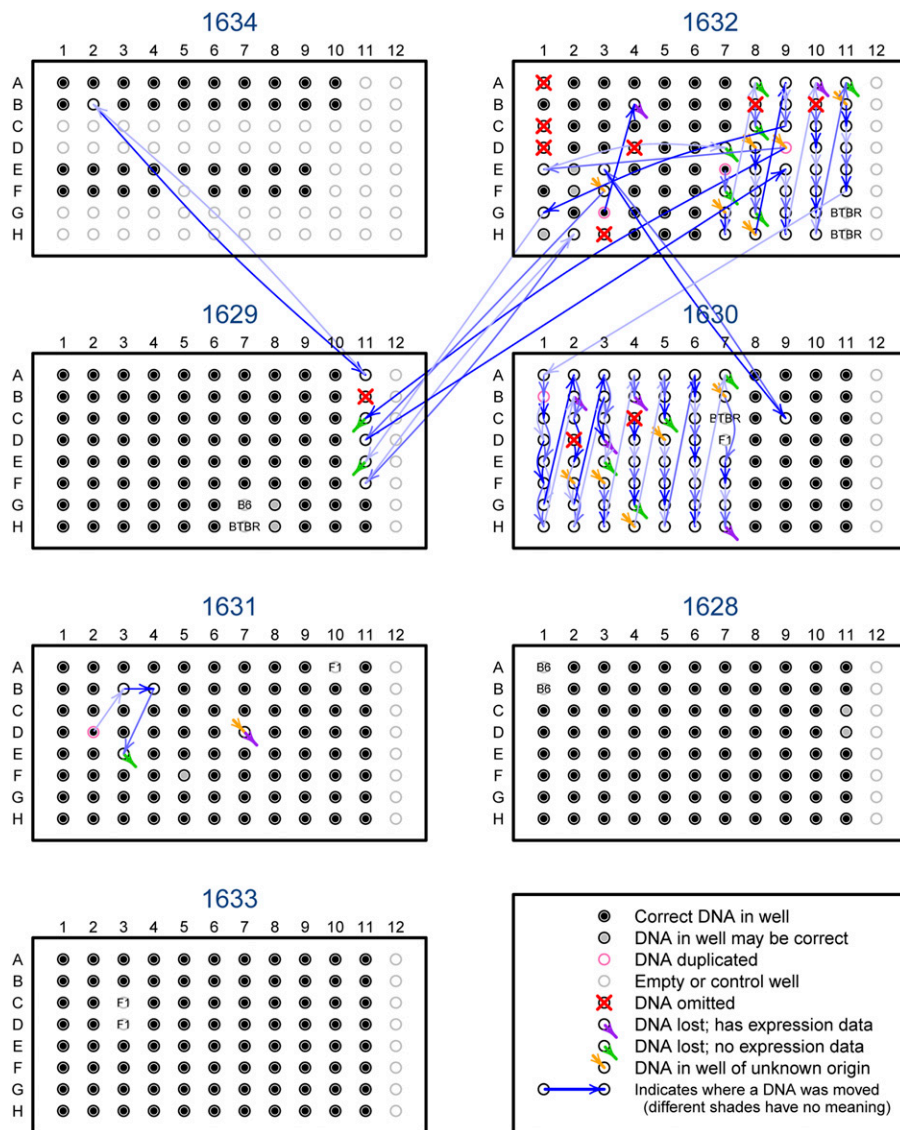 1634
1 2 3 4 5 6 7 8 9 10 11 12
A
B
C
D
E
F
G
H
1632
1 2 3 4 5 6 7 8 9 10 11 12
A
B
C
D
E
F
G BTBR
H BTBR
1629
1 2 3 4 5 6 7 8 9 10 11 12
A
B
C
D
E
F
G B6
H BTBR
1630
1 2 3 4 5 6 7 8 9 10 11 12
A
B
C BTBR
D F1
E
F
G
H
1631
1 2 3 4 5 6 7 8 9 10 11 12
A F1
B
C
D
E
F
G
H
1628
1 2 3 4 5 6 7 8 9 10 11 12
A B6
B B6
C
D
E
F
G
H
1633
1 2 3 4 5 6 7 8 9 10 11 12
A
B
C F1
D F1
E
F
G
H
Correct DNA in well
DNA in well may be correct
DNA duplicated
Empty or control well
DNA omitted
DNA lost; has expression data
DNA lost; no expression data
DNA in well of unknown origin
Indicates where a DNA was moved
(different shades have no meaning)